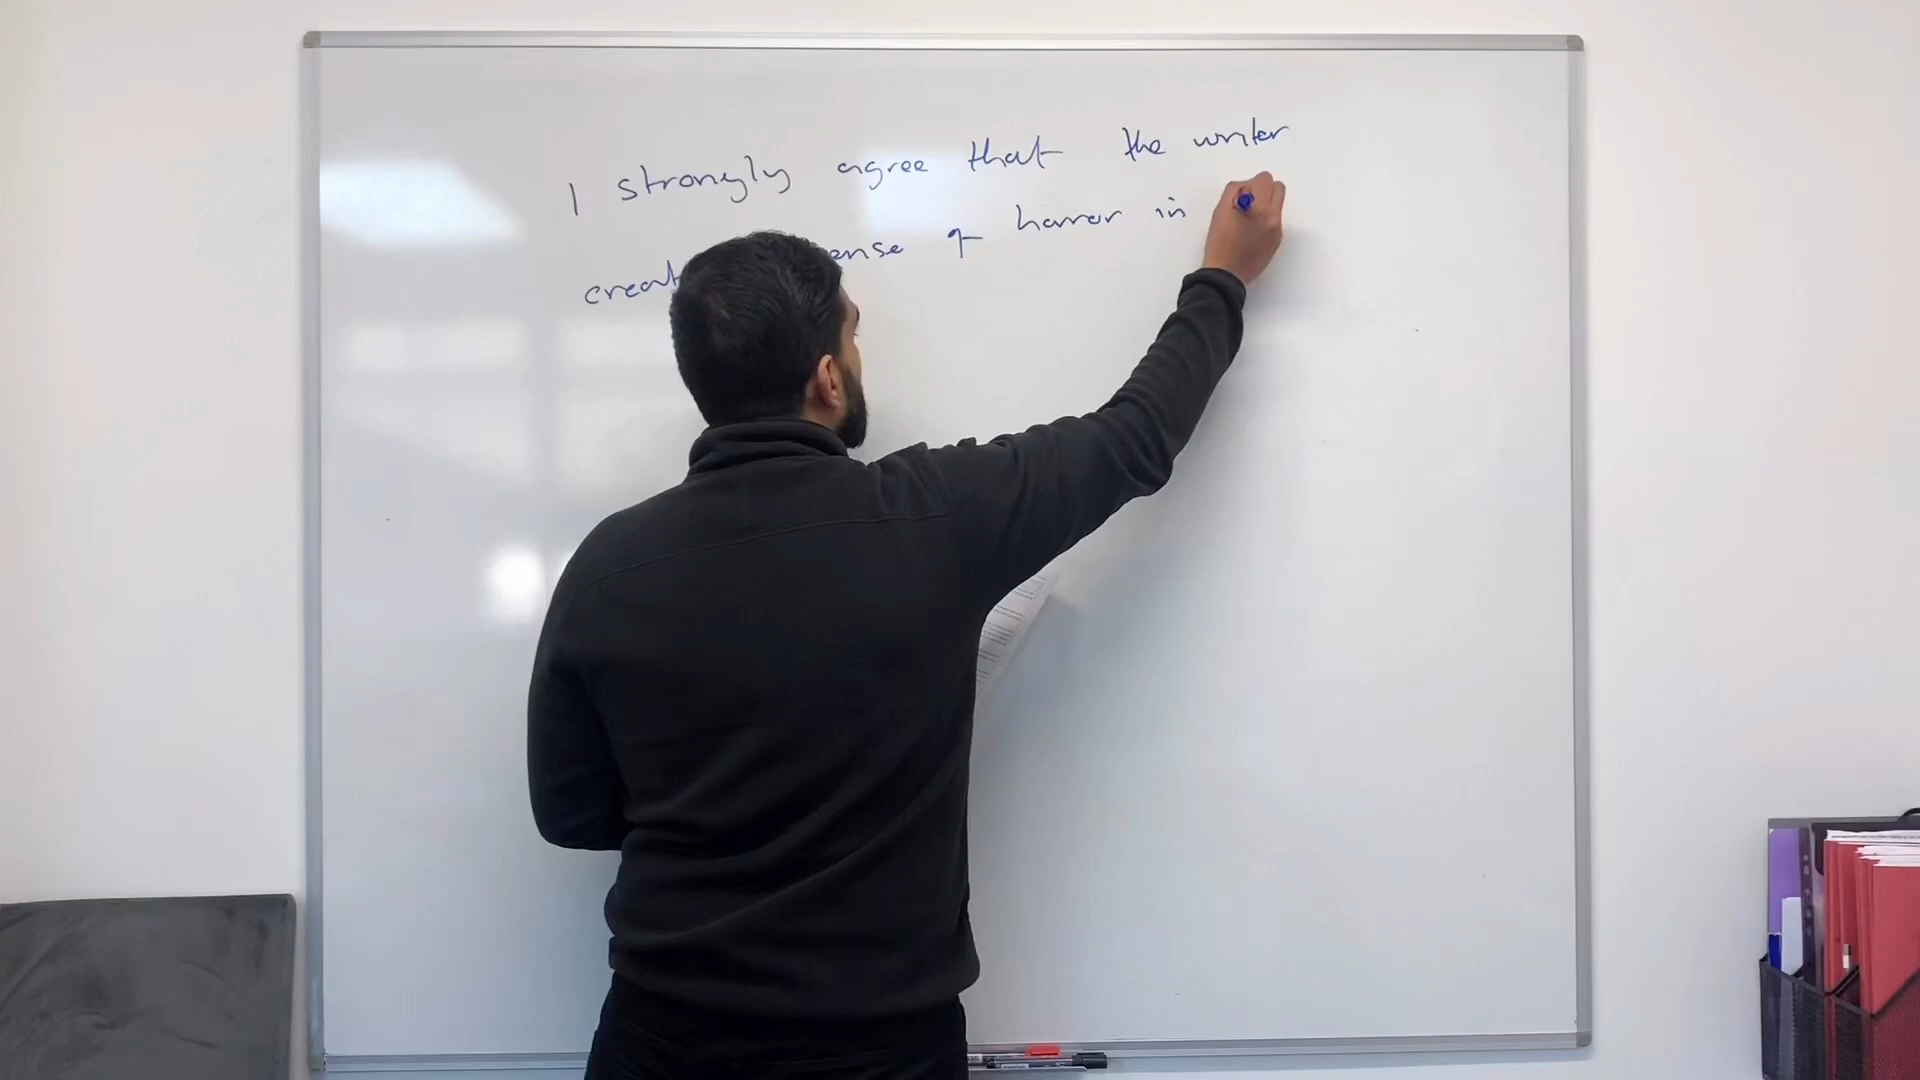 I strongly agree that the writer
creat ense of horror in